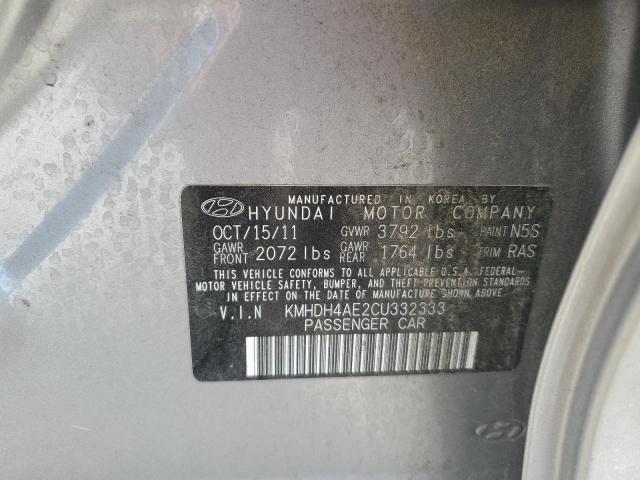 MANUFACTURED IN KOREA BY
HYUNDAI MOTOR COMPANY
OCT/15/11 GVWR 3792 lbs PAINT N5S
GAWR FRONT 2072 lbs GAWR REAR 1764 lbs TRIM RAS
THIS VEHICLE CONFORMS TO ALL APPLICABLE U.S.A. FEDERAL
MOTOR VEHICLE SAFETY, BUMPER, AND THEFT PREVENTION STANDARDS
IN EFFECT ON THE DATE OF MANUFACTURE SHOWN ABOVE.
V.I.N KMHDH4AE2CU332333
PASSENGER CAR